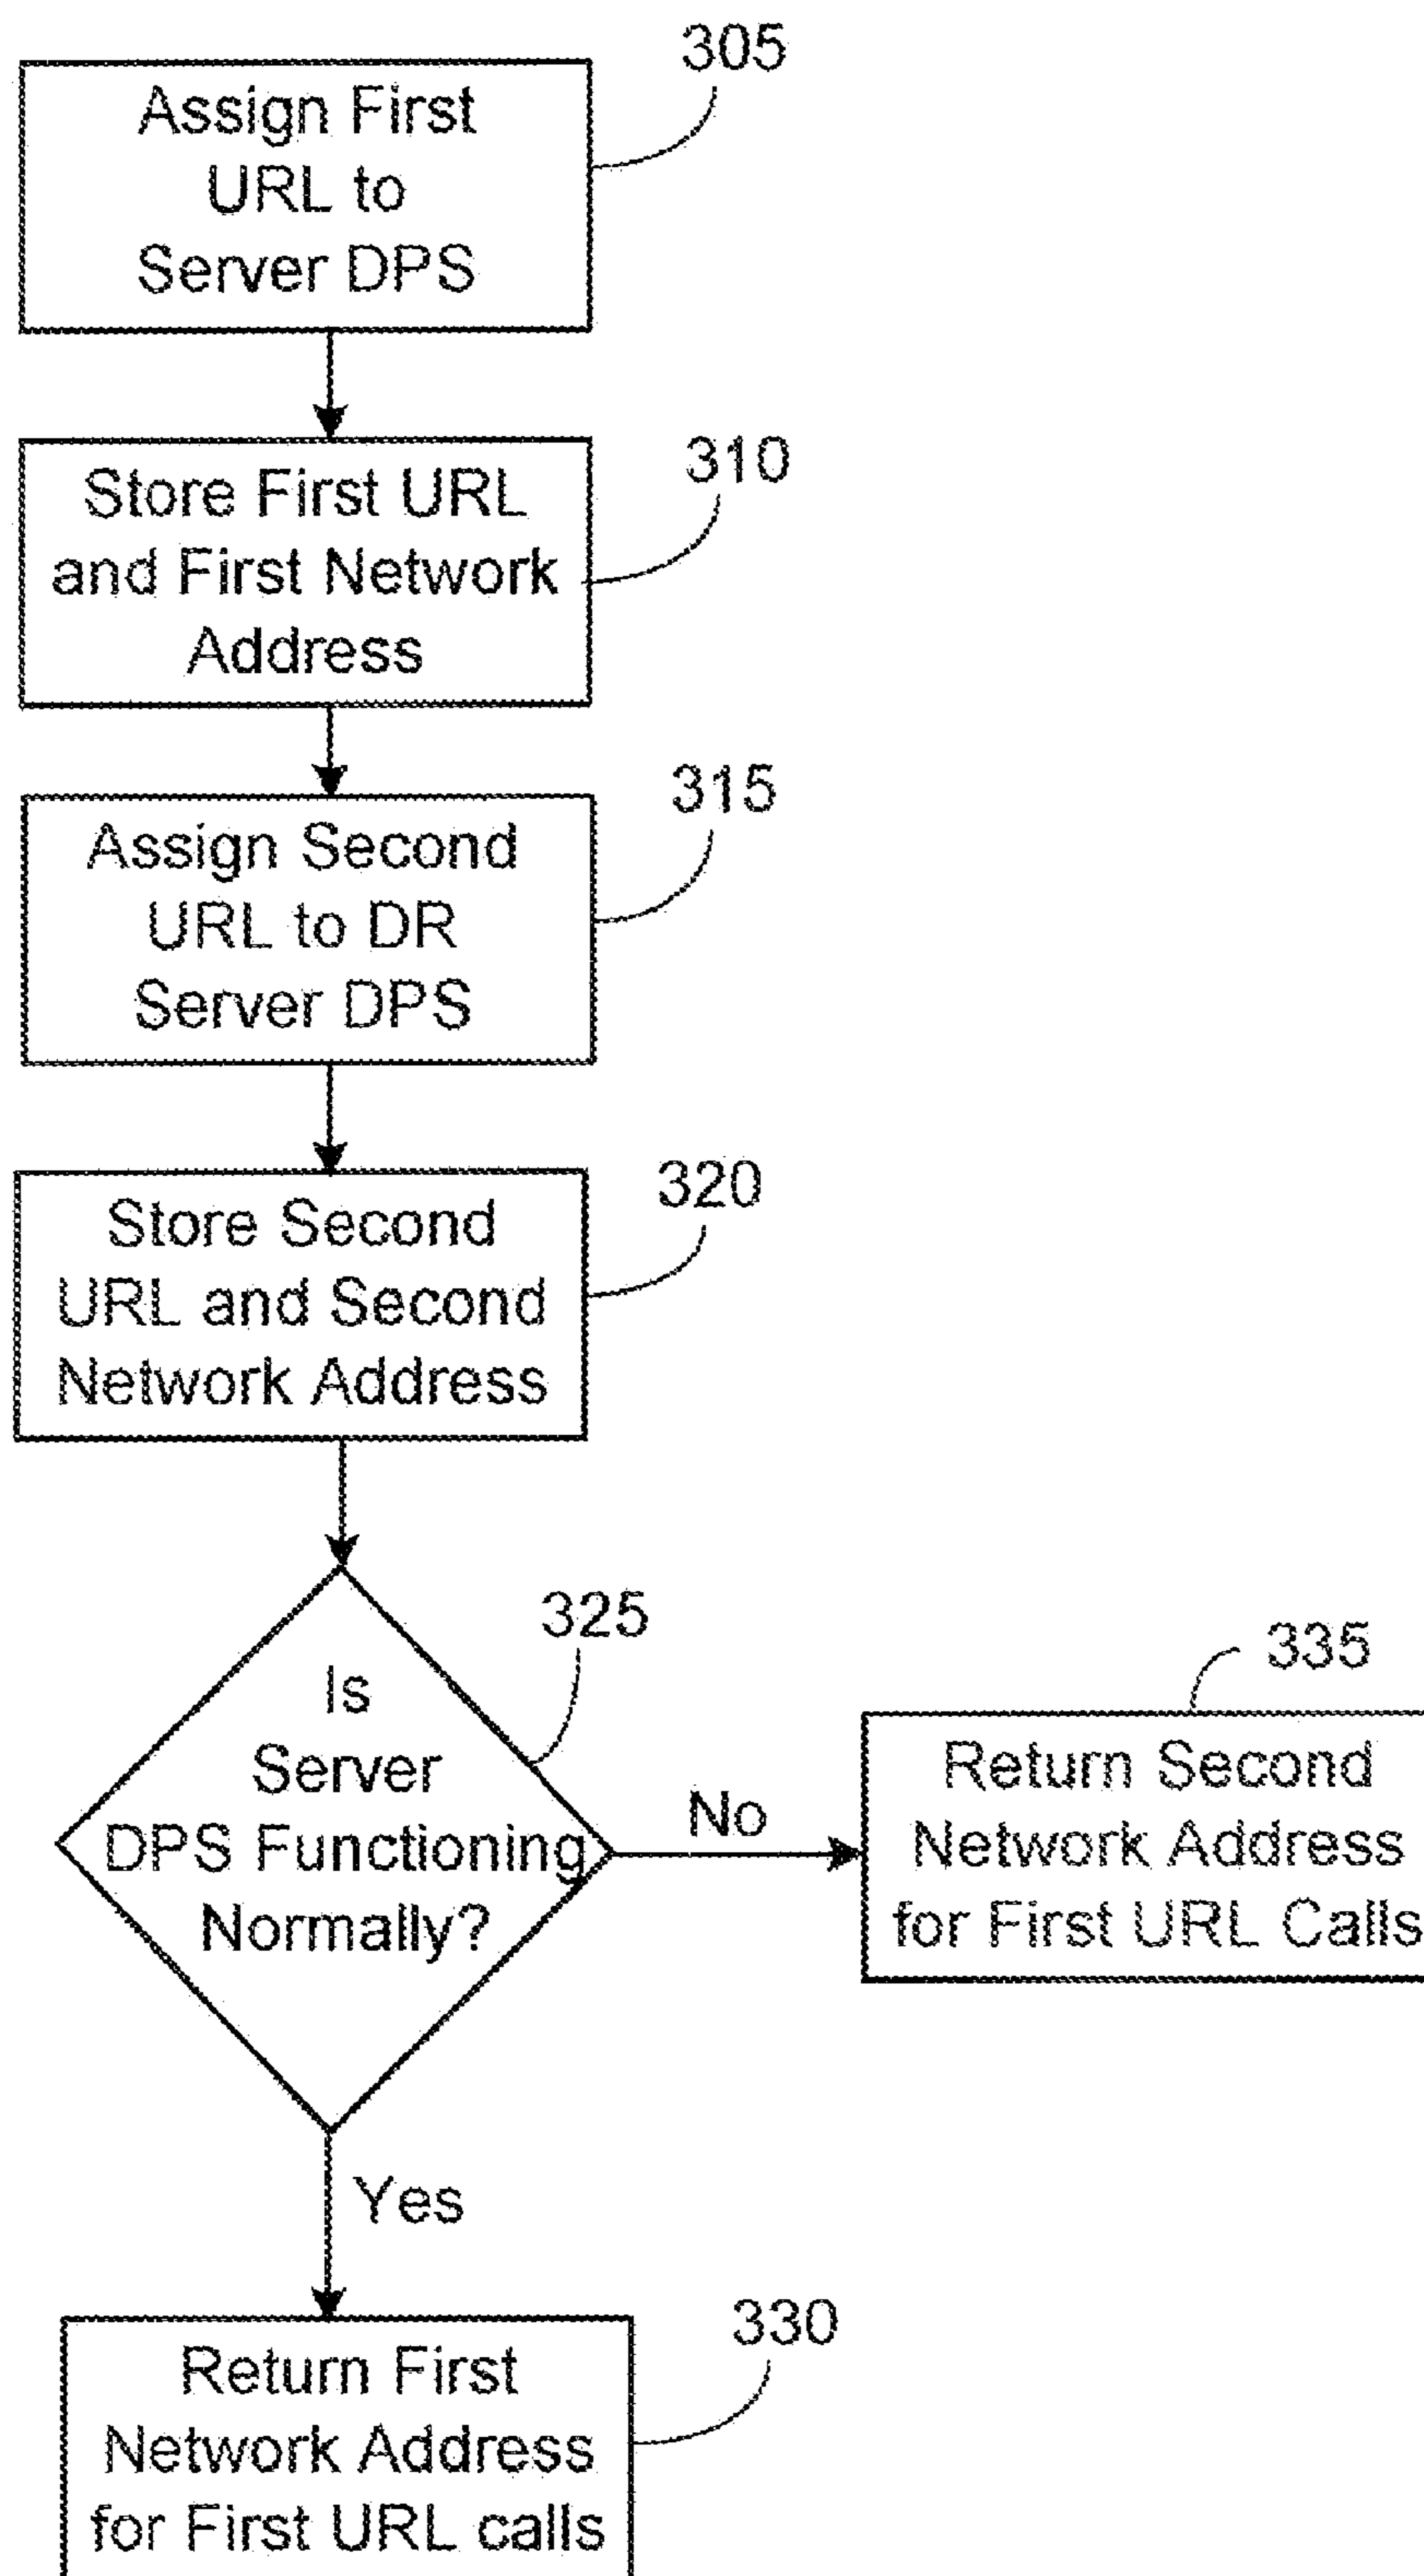 305
Assign First
URL to
Server DPS
310
Store First URL
and First Network
Address
315
Assign Second
URL to DR
Server DPS
320
Store Second
URL and Second
Network Address
325
Is
Server
DPS Functioning
Normally?
No
335
Return Second
Network Address
for First URL Calls
Yes
330
Return First
Network Address
for First URL calls